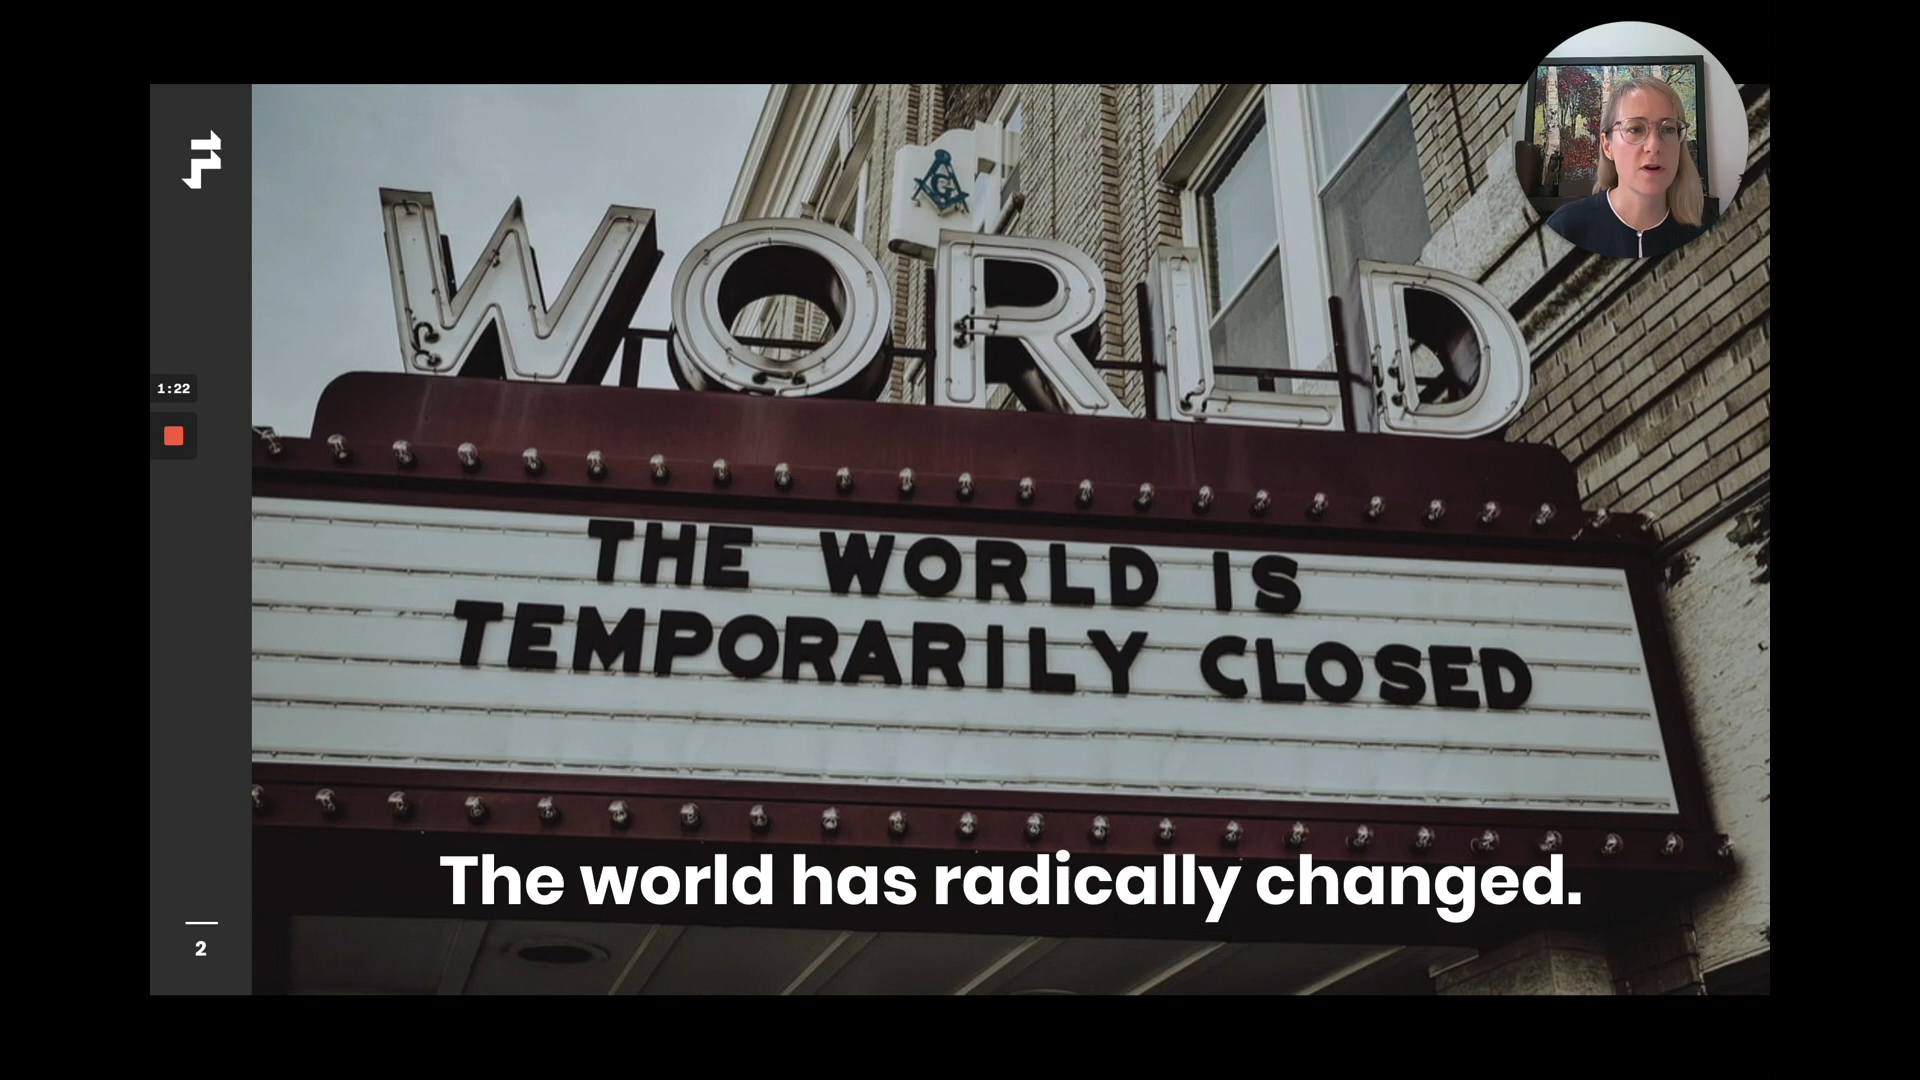 G
WORLD
1:22
THE WORLD IS
TEMPORARILY CLOSED
The world has radically changed.
2